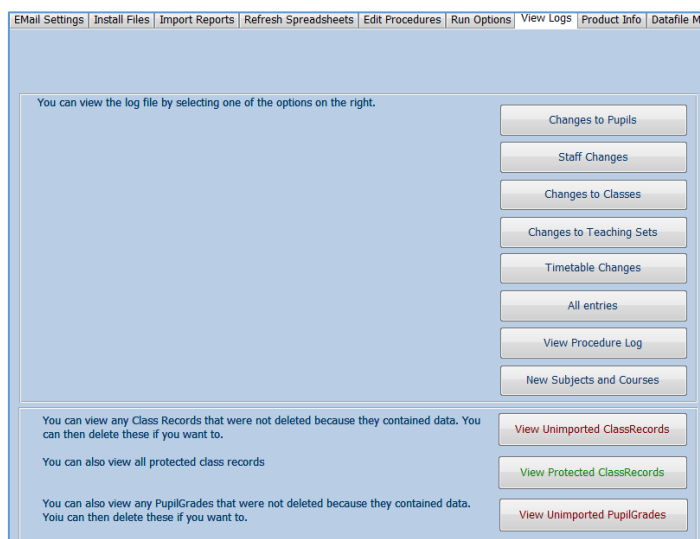 EMail Settings Install Files Import Reports Refresh Spreadsheets Edit Procedures Run Options View Logs Product Info Datafile M
You can view the log file by selecting one of the options on the right.
Changes to Pupils
Staff Changes
Changes to Classes
Changes to Teaching Sets
Timetable Changes
All entries
View Procedure Log
New Subjects and Courses
You can view any Class Records that were not deleted because they contained data. You
can then delete these if you want to.
View Unimported ClassRecords
You can also view all protected class records
View Protected ClassRecords
You can also view any PupilGrades that were not deleted because they contained data.
Yoiu can then delete these if you want to.
View Unimported PupilGrades